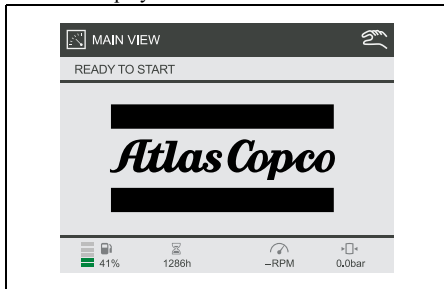 MAIN VIEW
READY TO START
Atlas Copco
41% 1286h –RPM 0.0bar